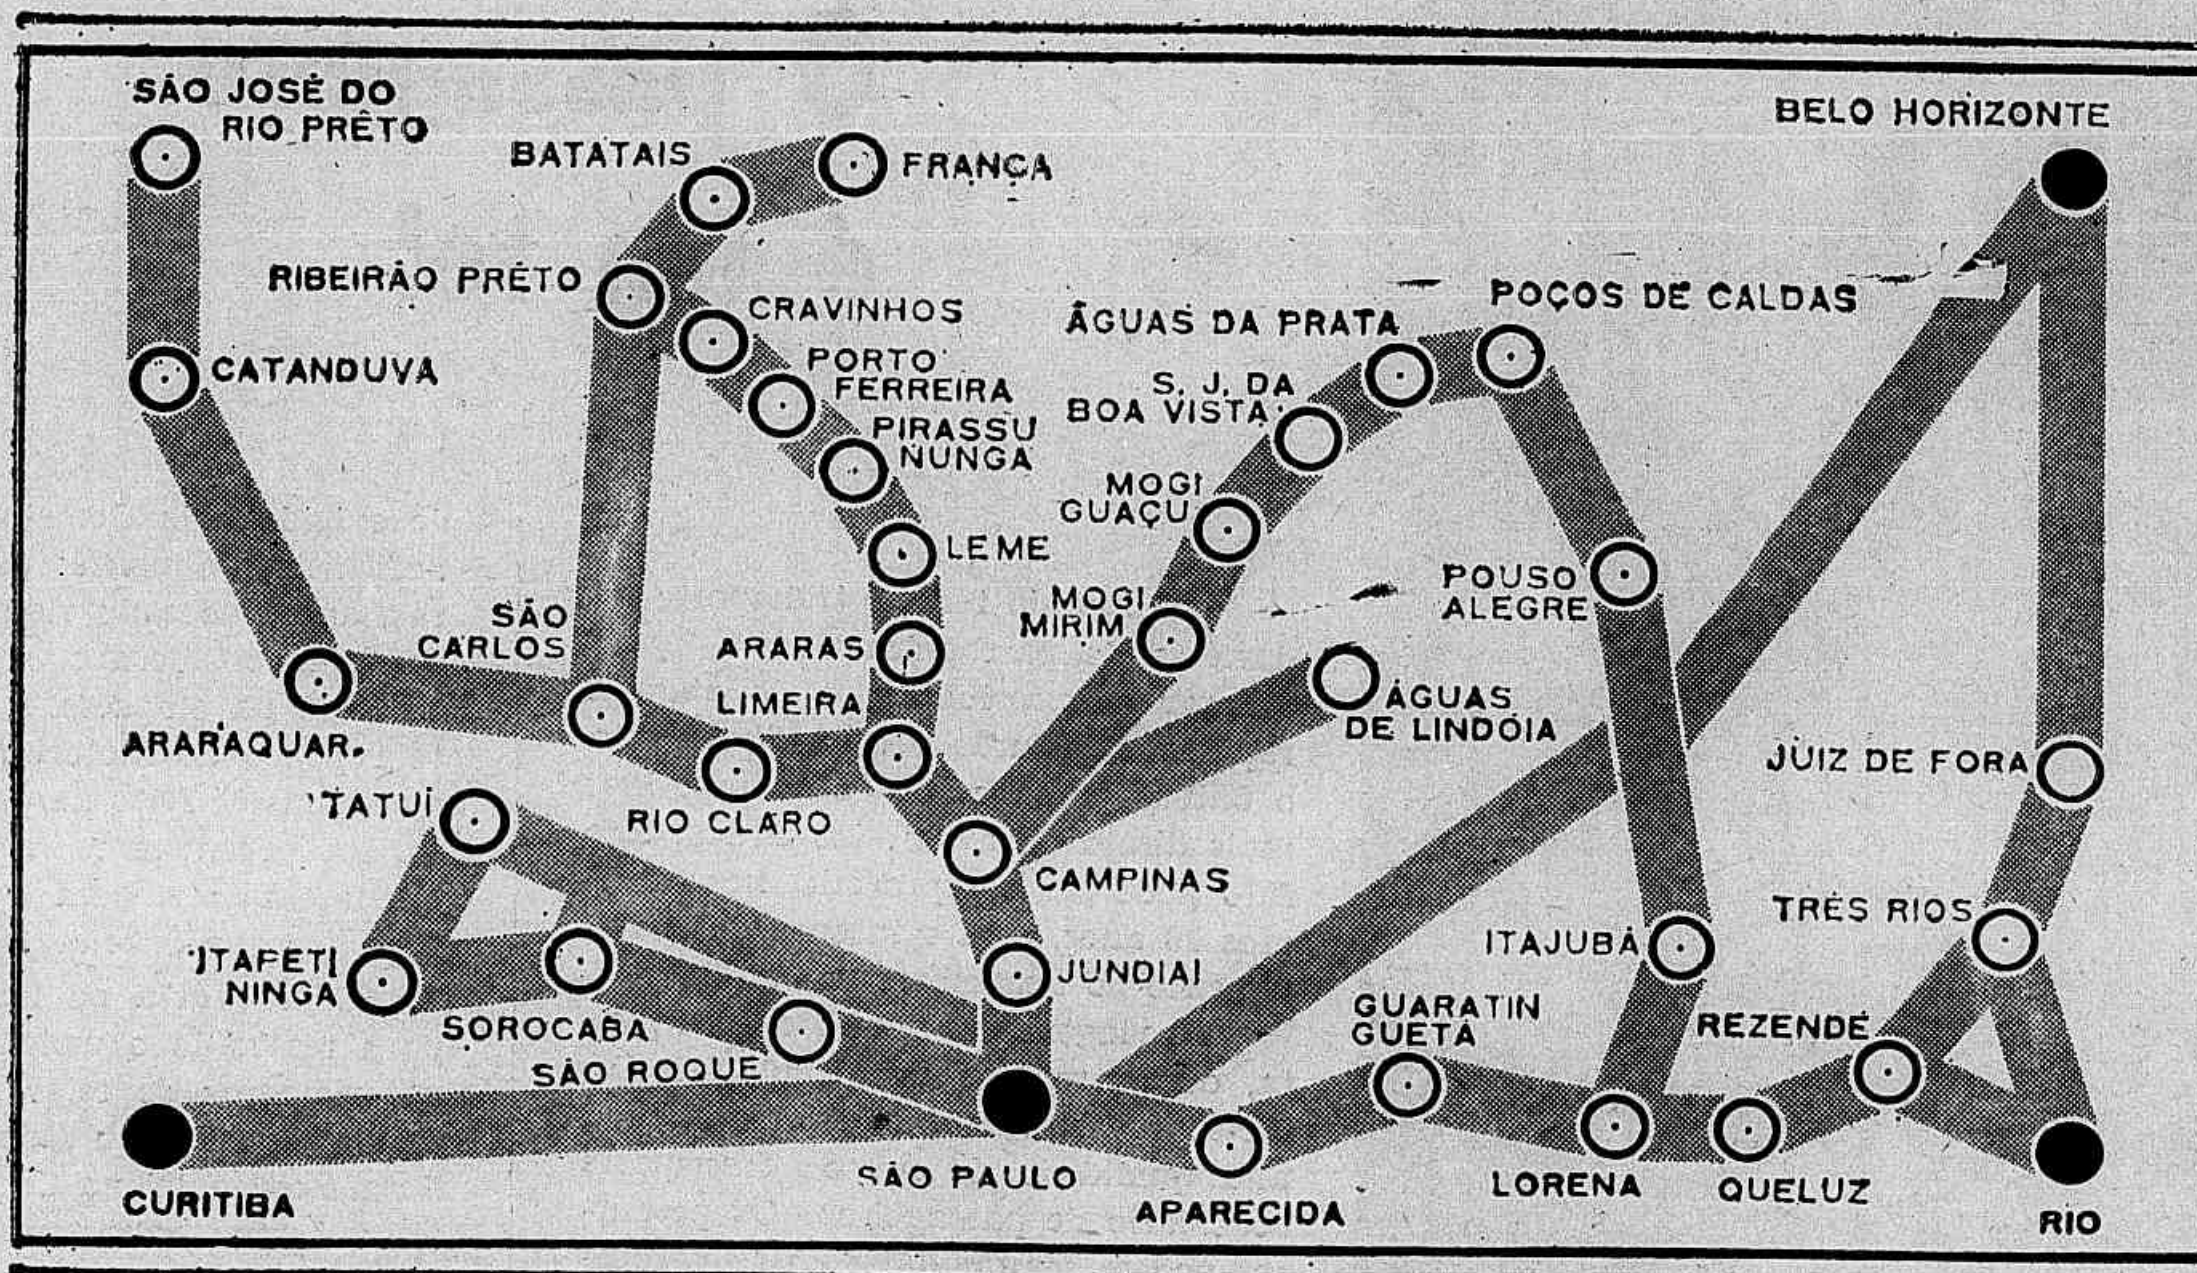 SÃO JOSÉ DO
RIO PRÊTO
BELO HORIZONTE
BATATAIS
FRANÇA
RIBEIRÃO PRÊTO
CRAVINHOS
POÇOS DE CALDAS
ÁGUAS DA PRATA
PORTO
FERREIRA
CATANDUVA
S. J. DA
BOA VISTA
PIRASSU
NUNGA
MOGI
GUAÇU
LEME
POUSO
ALEGRE
MOGI
MIRIM
SÃO
CARLOS
ARARAS
LIMEIRA
ÁGUAS
DE LINDÓIA
ARARAQUAR.
JUIZ DE FORA
TATUÍ
RIO CLARO
CAMPINAS
TRÊS RIOS
ITAPETI
NINGA
JUNDIAÍ
ITAJUBÁ
SOROCABA
GUARATIN
GUETÁ
REZENDE
SÃO ROQUE
SÃO PAULO
LORENA
QUELUZ
CURITIBA
APARECIDA
RIO